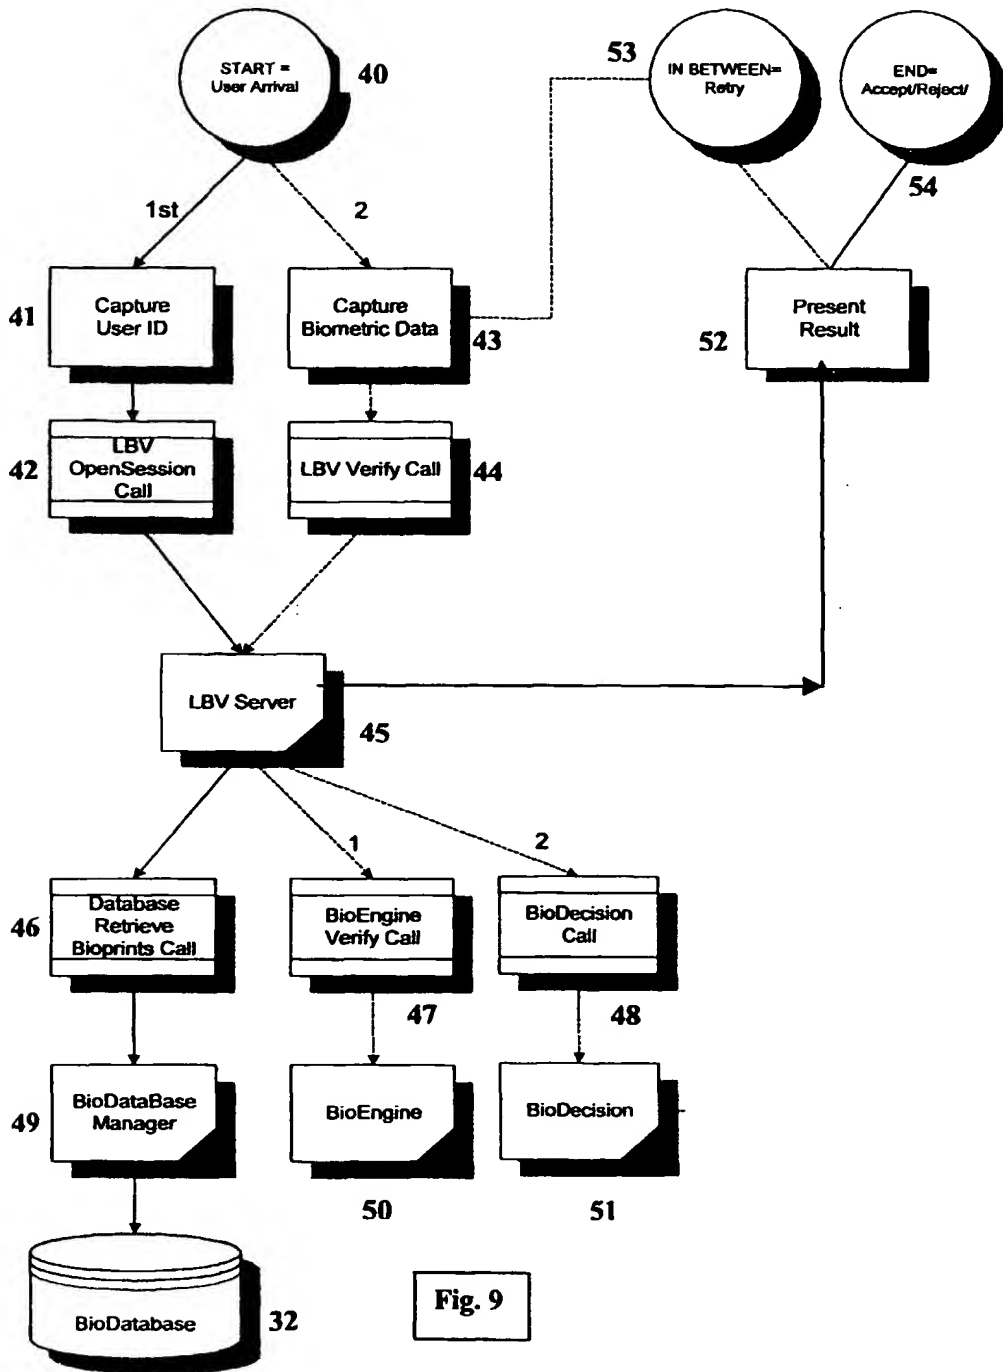 START =
User Arrival
40
53
IN BETWEEN=
Retry
END=
Accept/Reject/
54
1st
2
41
Capture
User ID
Capture
Biometric Data
43
52
Present
Result
42
LBV
OpenSession
Call
LBV Verify Call
44
LBV Server
45
1
2
46
Database
Retrieve
Bioprints Call
BioEngine
Verify Call
BioDecision
Call
47
48
49
BioDataBase
Manager
BioEngine
BioDecision
50
51
BioDatabase
32
Fig. 9